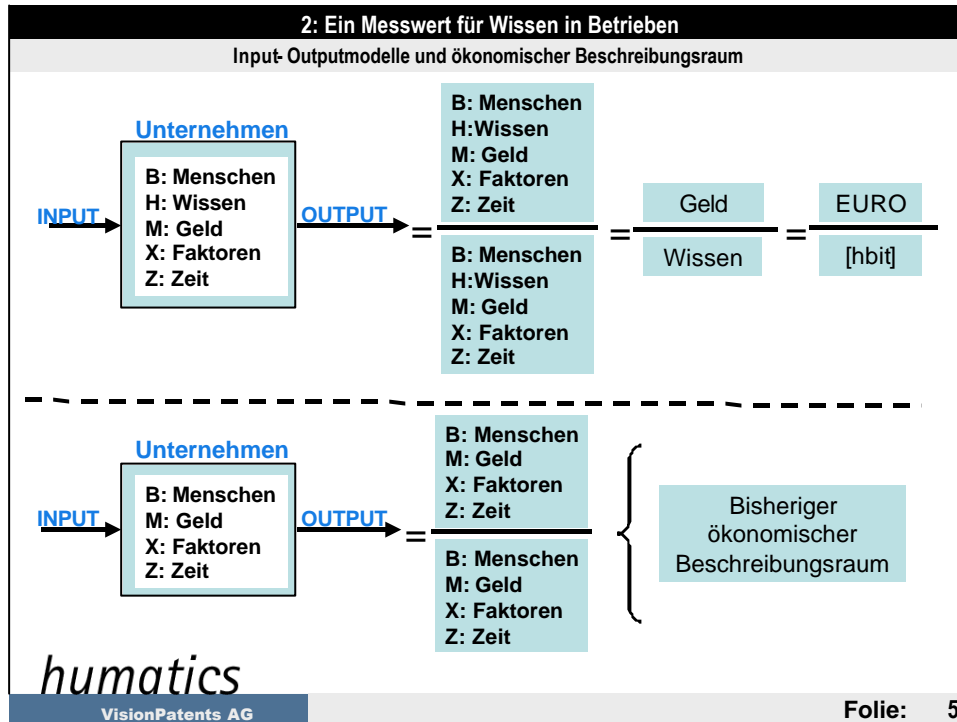 2: Ein Messwert für Wissen in Betrieben
Input- Outputmodelle und ökonomischer Beschreibungsraum
Unternehmen
INPUT
B: Menschen
H: Wissen
M: Geld
X: Faktoren
Z: Zeit
OUTPUT
=
B: Menschen
H:Wissen
M: Geld
X: Faktoren
Z: Zeit
B: Menschen
H:Wissen
M: Geld
X: Faktoren
Z: Zeit
=
Geld
Wissen
=
EURO
[hbit]
Unternehmen
INPUT
B: Menschen
M: Geld
X: Faktoren
Z: Zeit
OUTPUT
=
B: Menschen
M: Geld
X: Faktoren
Z: Zeit
B: Menschen
M: Geld
X: Faktoren
Z: Zeit
Bisheriger
ökonomischer
Beschreibungsraum
humatics
VisionPatents AG
Folie: 5